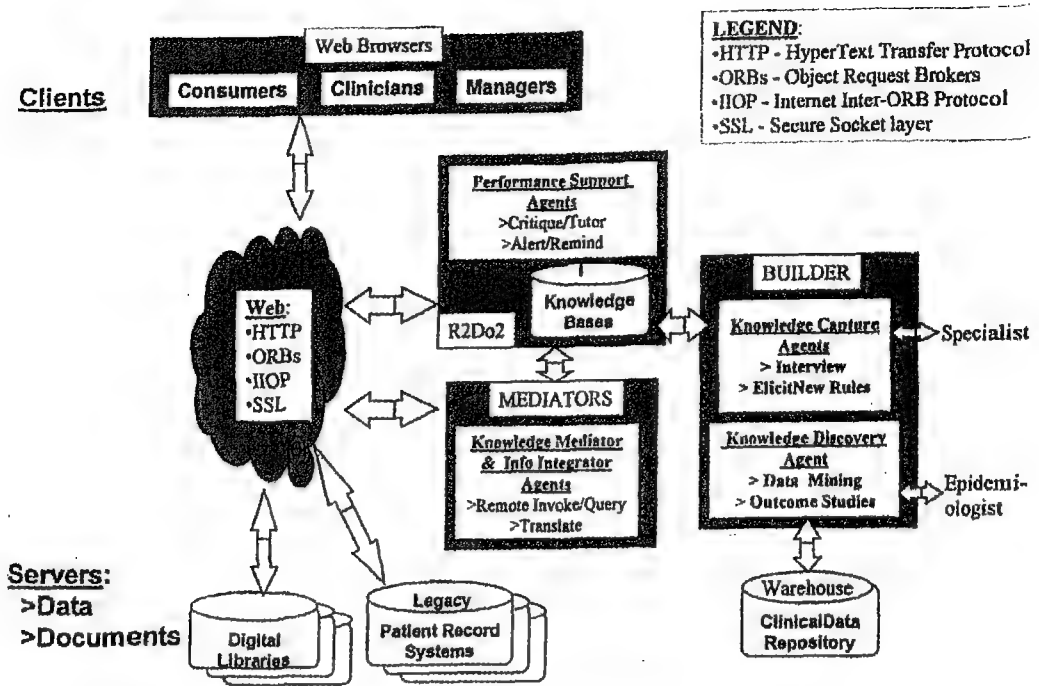 Web Browsers
Consumers
Clinicians
Managers
Clients
LEGEND:
•HTTP - HyperText Transfer Protocol
•ORBs - Object Request Brokers
•IIOP - Internet Inter-ORB Protocol
•SSL - Secure Socket layer
Performance Support
Agents
>Critique/Tutor
>Alert/Remind
Knowledge
Bases
R2Do2
Web:
•HTTP
•ORBs
•IIOP
•SSL
BUILDER
Knowledge Capture
Agents
> Interview
> ElicitNew Rules
Specialist
Knowledge Discovery
Agent
> Data Mining
> Outcome Studies
Epidemi-
ologist
MEDIATORS
Knowledge Mediator
& Info Integrator
Agents
>Remote Invoke/Query
>Translate
Servers:
>Data
>Documents
Digital
Libraries
Legacy
Patient Record
Systems
Warehouse
ClinicalData
Repository